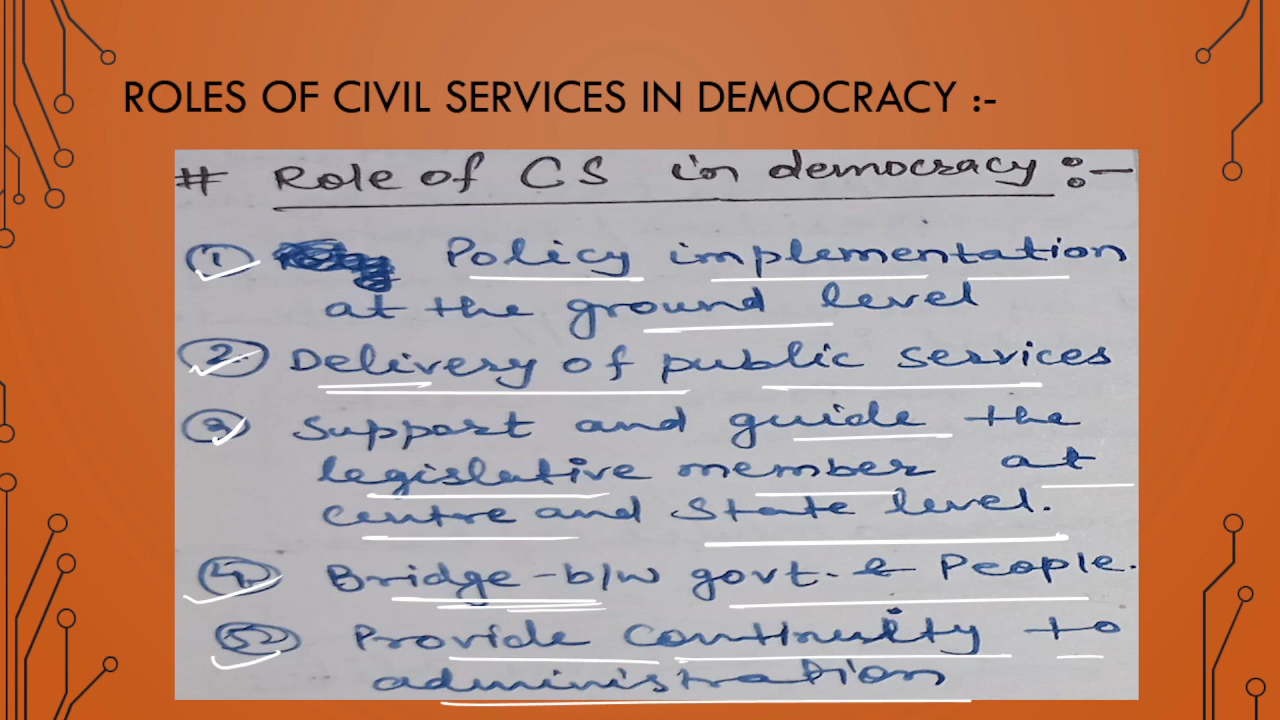 ROLES OF CIVIL SERVICES IN DEMOCRACY :-
# Role of CS in democracy :-
1 Policy implementation
at the ground level
2 Delivery of public services
3 Support and guide the
legislative member at
centre and State level.
4 Bridge-b/w govt. & People.
5 Provide continuity to
administration